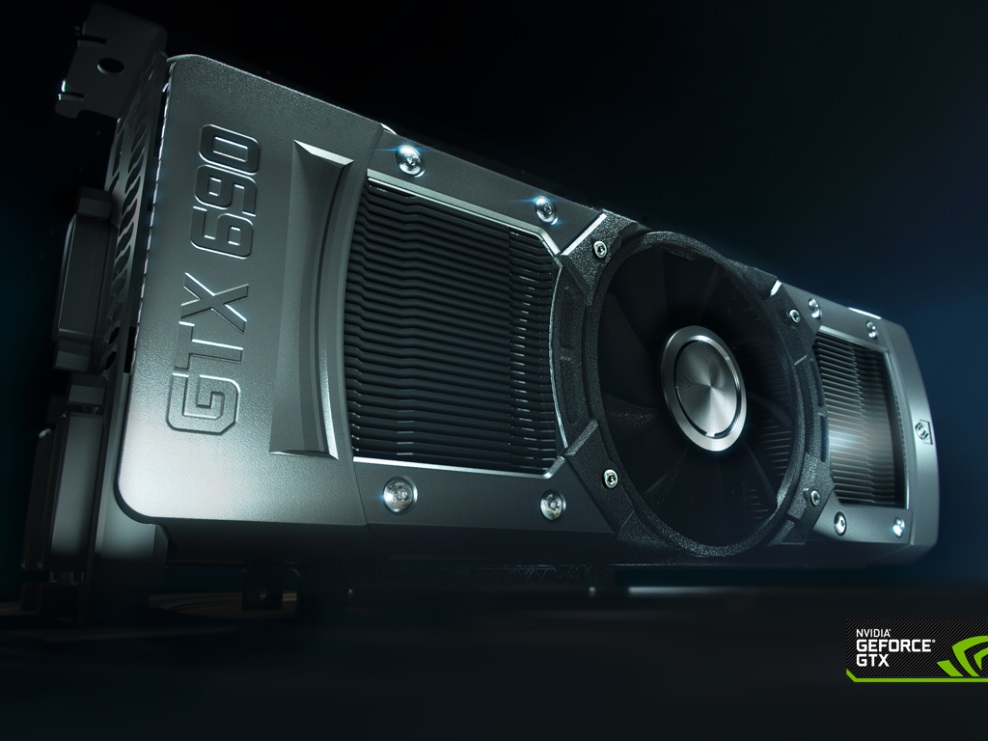 GTX 690
NVIDIA
GEFORCE®
GTX